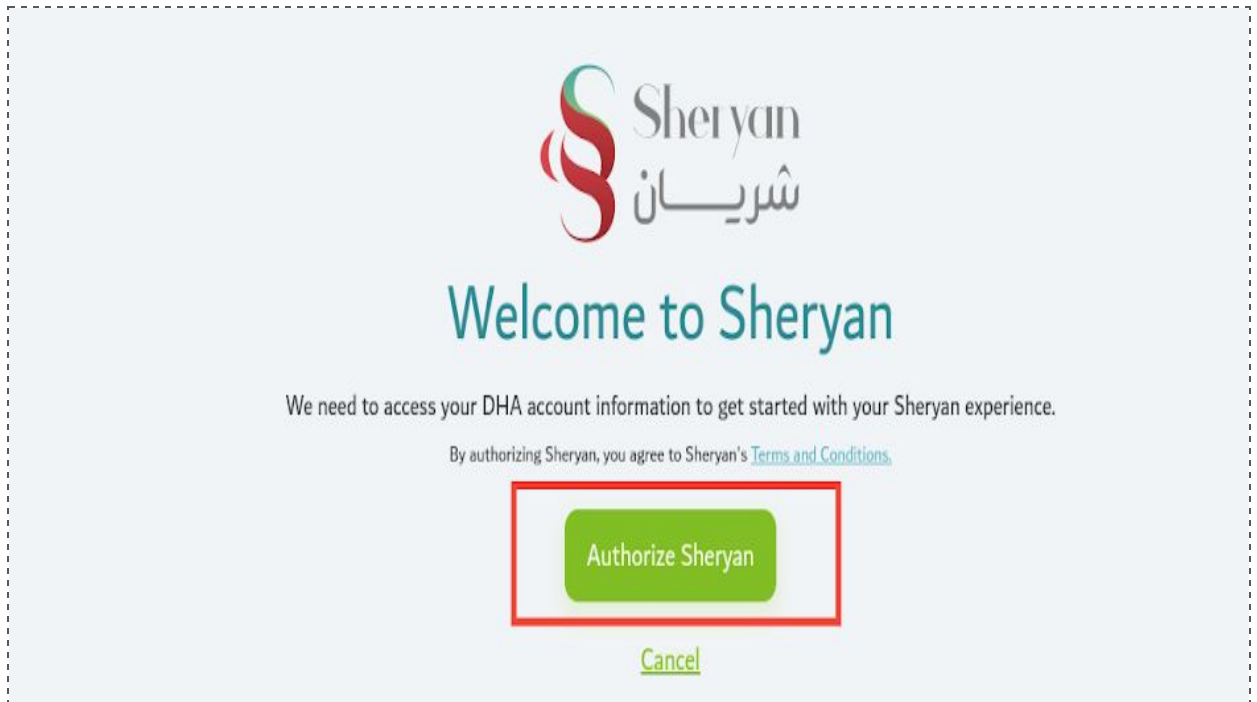 Sheryan
شريـــان
Welcome to Sheryan
We need to access your DHA account information to get started with your Sheryan experience.
By authorizing Sheryan, you agree to Sheryan's Terms and Conditions.
Authorize Sheryan
Cancel